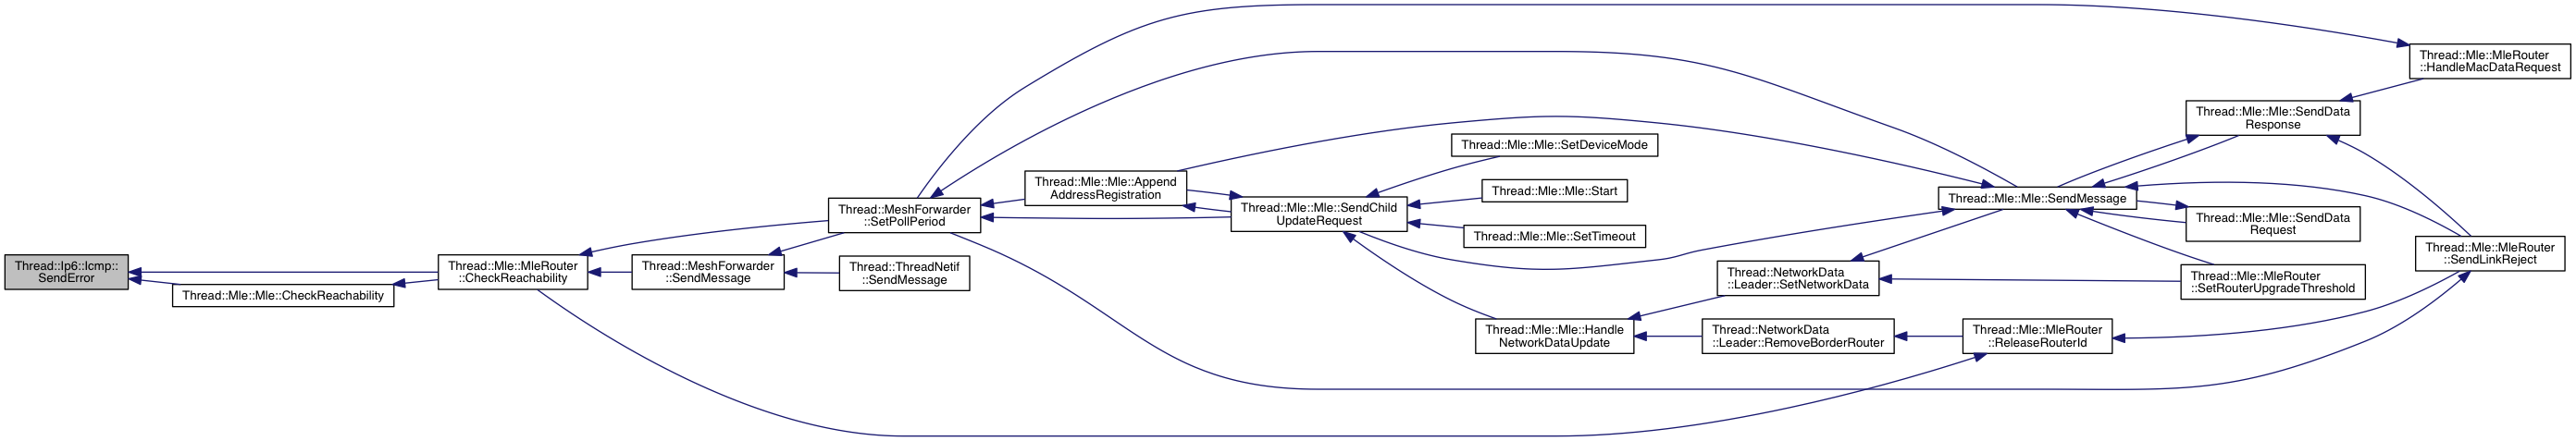 Thread::Ip6::Icmp::
SendError
Thread::Mle::Mle::CheckReachability
Thread::Mle::MleRouter
::CheckReachability
Thread::MeshForwarder
::SendMessage
Thread::MeshForwarder
::SetPollPeriod
Thread::ThreadNetif
::SendMessage
Thread::Mle::Mle::Append
AddressRegistration
Thread::Mle::Mle::SendChild
UpdateRequest
Thread::Mle::Mle::SetDeviceMode
Thread::Mle::Mle::Start
Thread::Mle::Mle::SetTimeout
Thread::Mle::Mle::Handle
NetworkDataUpdate
Thread::NetworkData
::Leader::SetNetworkData
Thread::NetworkData
::Leader::RemoveBorderRouter
Thread::Mle::Mle::SendMessage
Thread::Mle::MleRouter
::ReleaseRouterId
Thread::Mle::Mle::SendData
Response
Thread::Mle::Mle::SendData
Request
Thread::Mle::MleRouter
::SetRouterUpgradeThreshold
Thread::Mle::MleRouter
::HandleMacDataRequest
Thread::Mle::MleRouter
::SendLinkReject